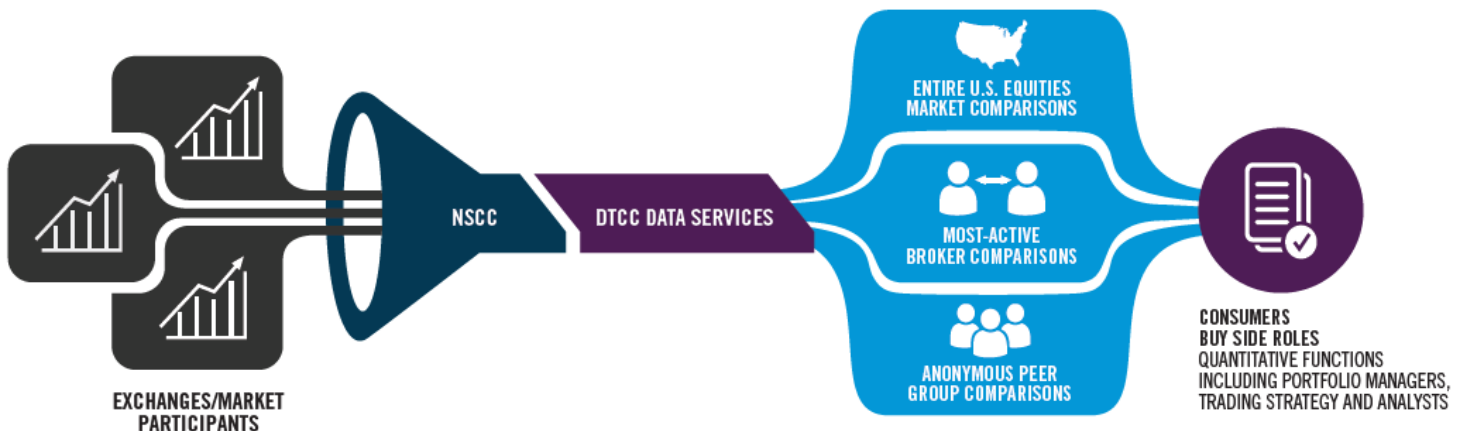 EXCHANGES/MARKET
PARTICIPANTS
NSCC
DTCC DATA SERVICES
ENTIRE U.S. EQUITIES
MARKET COMPARISONS
MOST-ACTIVE
BROKER COMPARISONS
ANONYMOUS PEER
GROUP COMPARISONS
CONSUMERS
BUY SIDE ROLES
QUANTITATIVE FUNCTIONS
INCLUDING PORTFOLIO MANAGERS,
TRADING STRATEGY AND ANALYSTS